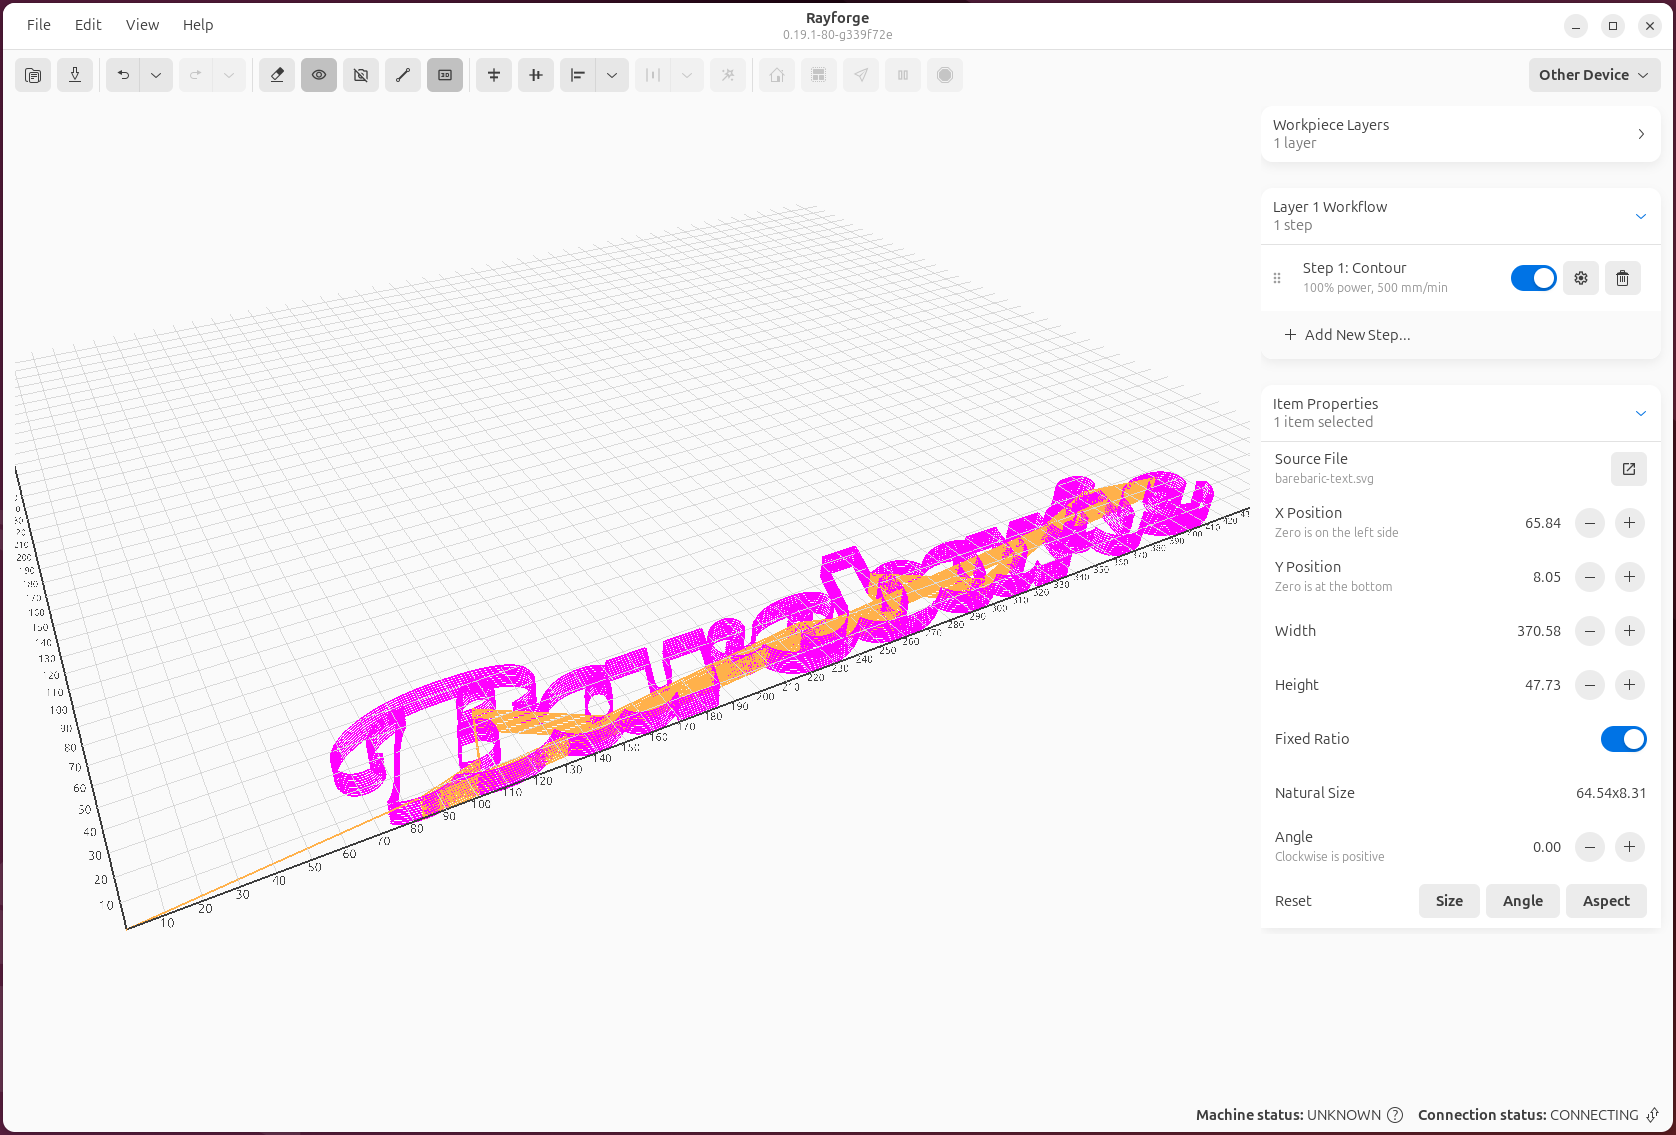 File Edit View Help
Rayforge
0.19.1-80-g339f72e
Other Device
Workpiece Layers
1 layer
Layer 1 Workflow
1 step
Step 1: Contour
100% power, 500 mm/min
Add New Step...
Item Properties
1 item selected
Source File
barebaric-text.svg
X Position
Zero is on the left side
65.84
Y Position
Zero is at the bottom
8.05
Width 370.58
Height 47.73
Fixed Ratio
Natural Size 64.54x8.31
Angle
Clockwise is positive
0.00
Reset Size Angle Aspect
200
190
180
170
160
150
140
130
120
110
100
90
80
70
60
50
40
30
20
10
10 20 30 40 50 60 70 80 90 100 110 120 130 140 150 160 170 180 190 200 210 220 230 240 250 260 270 280 290 300 310 320 330 340 350 360 370 380 390 400 410 420
Machine status: UNKNOWN Connection status: CONNECTING